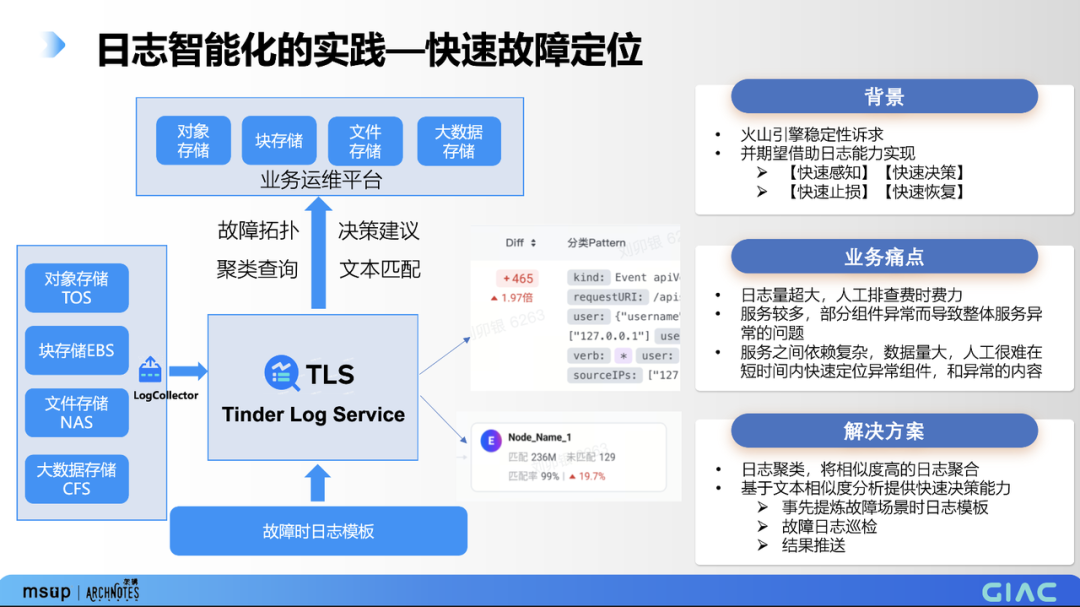 日志智能化的实践—快速故障定位
对象
存储
块存储
文件
存储
大数据
存储
业务运维平台
故障拓扑
决策建议
聚类查询
文本匹配
对象存储
TOS
块存储EBS
文件存储
NAS
大数据存储
CFS
LogCollector
TLS
Tinder Log Service
故障时日志模板
Diff
分类Pattern
+465
1.97倍
kind: Event apiV
requestURI: /apis
user: {"username"
["127.0.0.1"] use
verb: * user:
sourceIPs: ["127
6263
E
Node_Name_1
匹配 236M 未匹配 129
匹配率 99% | ▲ 19.7%
背景
• 火山引擎稳定性诉求
• 并期望借助日志能力实现
➢ 【快速感知】【快速决策】
➢ 【快速止损】【快速恢复】
业务痛点
• 日志量超大，人工排查费时费力
• 服务较多，部分组件异常而导致整体服务异
常的问题
• 服务之间依赖复杂，数据量大，人工很难在
短时间内快速定位异常组件，和异常的内容
解决方案
• 日志聚类，将相似度高的日志聚合
• 基于文本相似度分析提供快速决策能力
➢ 事先提炼故障场景时日志模板
➢ 故障日志巡检
➢ 结果推送
msup | ARCHNOTES
GIAC